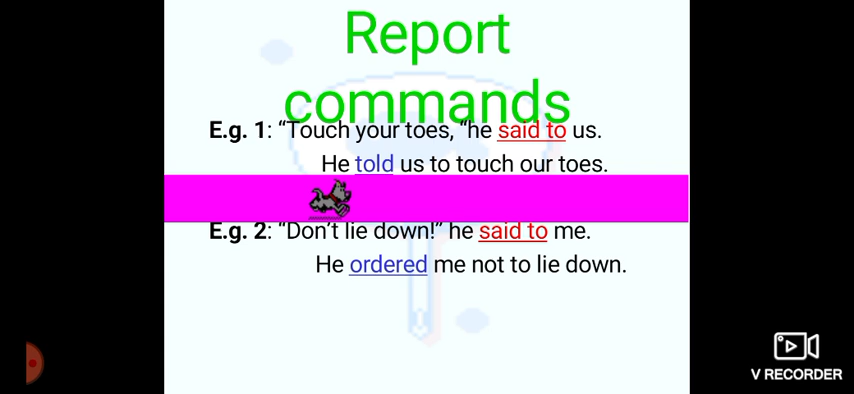 Report
commands
E.g. 1: “Touch your toes, “he said to us.
He told us to touch our toes.
E.g. 2: “Don’t lie down!” he said to me.
He ordered me not to lie down.
V RECORDER